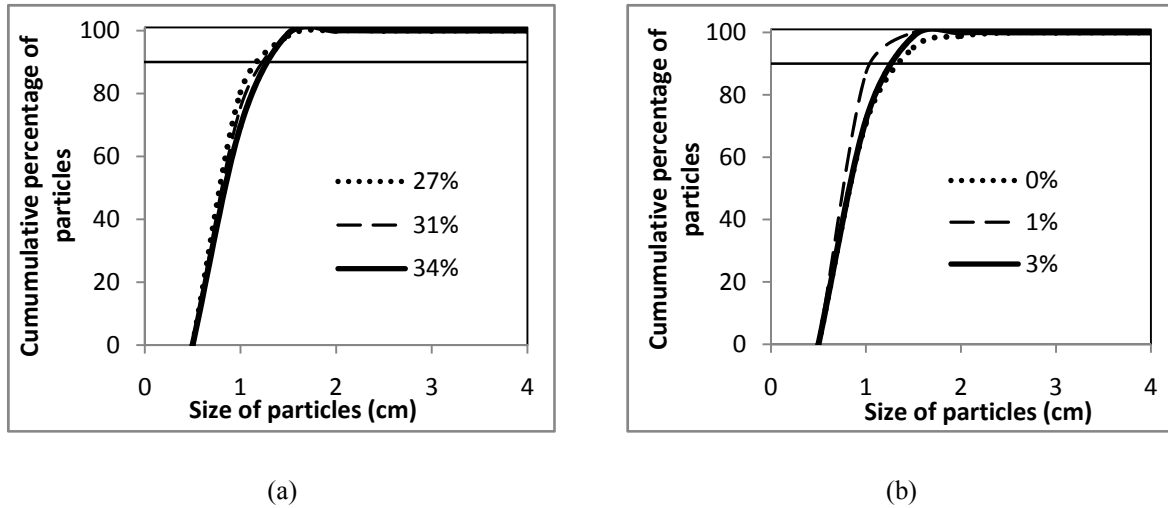 Cumumulative percentage of
particles
100
80
60
40
20
0
0 1 2 3 4
Size of particles (cm)
27%
31%
34%
(a)
Cumulative percentage of
particles
100
80
60
40
20
0
0 1 2 3 4
Size of particles (cm)
0%
1%
3%
(b)